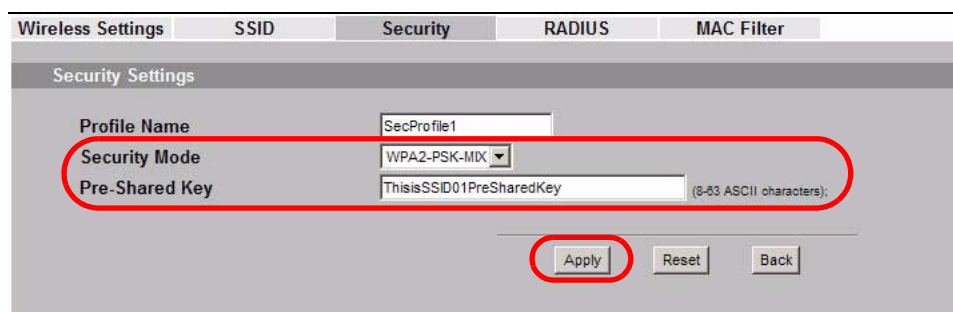 Wireless Settings SSID Security RADIUS MAC Filter
Security Settings
Profile Name SecProfile1
Security Mode WPA2-PSK-MIX
Pre-Shared Key ThisisSSID01PreSharedKey (8-63 ASCII characters);
Apply Reset Back